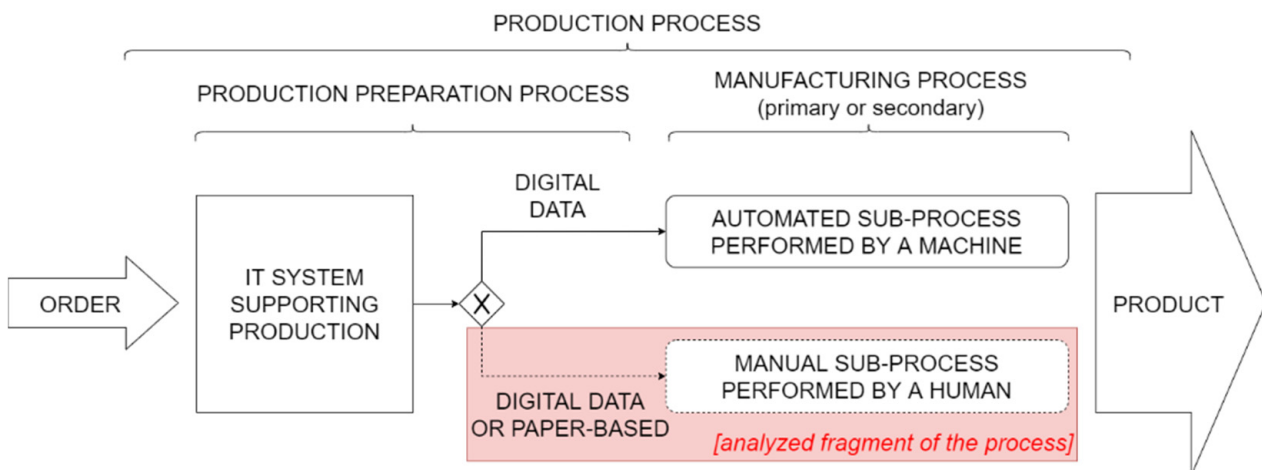 PRODUCTION PROCESS
PRODUCTION PREPARATION PROCESS
MANUFACTURING PROCESS
(primary or secondary)
DIGITAL
DATA
AUTOMATED SUB-PROCESS
PERFORMED BY A MACHINE
ORDER
IT SYSTEM
SUPPORTING
PRODUCTION
X
PRODUCT
MANUAL SUB-PROCESS
PERFORMED BY A HUMAN
DIGITAL DATA
OR PAPER-BASED
[analyzed fragment of the process]